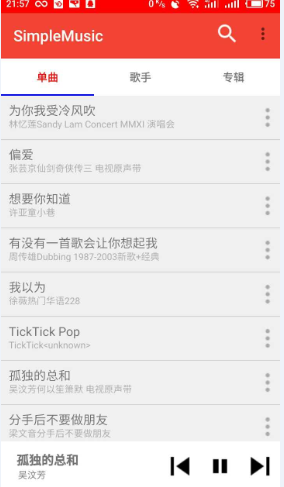 21:57
0%
75
SimpleMusic
单曲
歌手
专辑
为你我受冷风吹
林忆莲Sandy Lam Concert MMXI 演唱会
偏爱
张芸京仙剑奇侠传三 电视原声带
想要你知道
许亚童小巷
有没有一首歌会让你想起我
周传雄Dubbing 1987-2003新歌+经典
我以为
徐薇热门华语228
TickTick Pop
TickTick<unknown>
孤独的总和
吴汶芳何以笙箫默 电视原声带
分手后不要做朋友
梁文音分手后不要做朋友
孤独的总和
吴汶芳